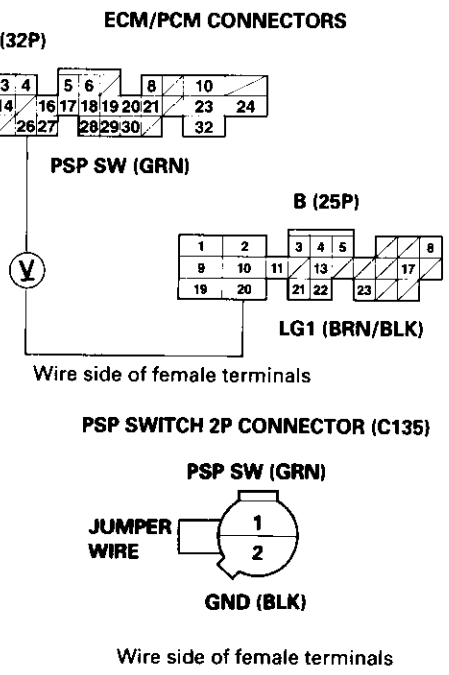 ECM/PCM CONNECTORS
(32P)
3 4 5 6 8 10
14 16 17 18 19 20 21 23 24
26 27 28 29 30 32
PSP SW (GRN)
B (25P)
1 2 3 4 5 8
9 10 11 13 17
19 20 21 22 23
V
LG1 (BRN/BLK)
Wire side of female terminals
PSP SWITCH 2P CONNECTOR (C135)
PSP SW (GRN)
JUMPER
WIRE
1
2
GND (BLK)
Wire side of female terminals